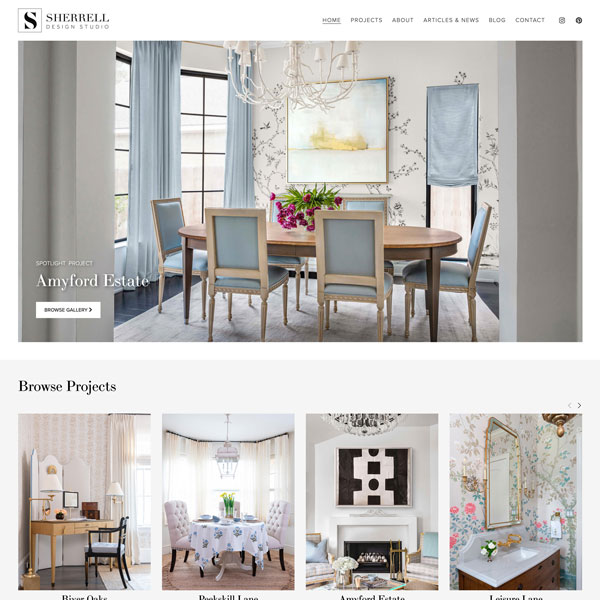 S SHERRELL
DESIGN STUDIO
HOME PROJECTS ABOUT ARTICLES & NEWS BLOG CONTACT
SPOTLIGHT PROJECT
Amyford Estate
BROWSE GALLERY
Browse Projects
River Oaks Peekskill Lane Amyford Estate Leisure Lane